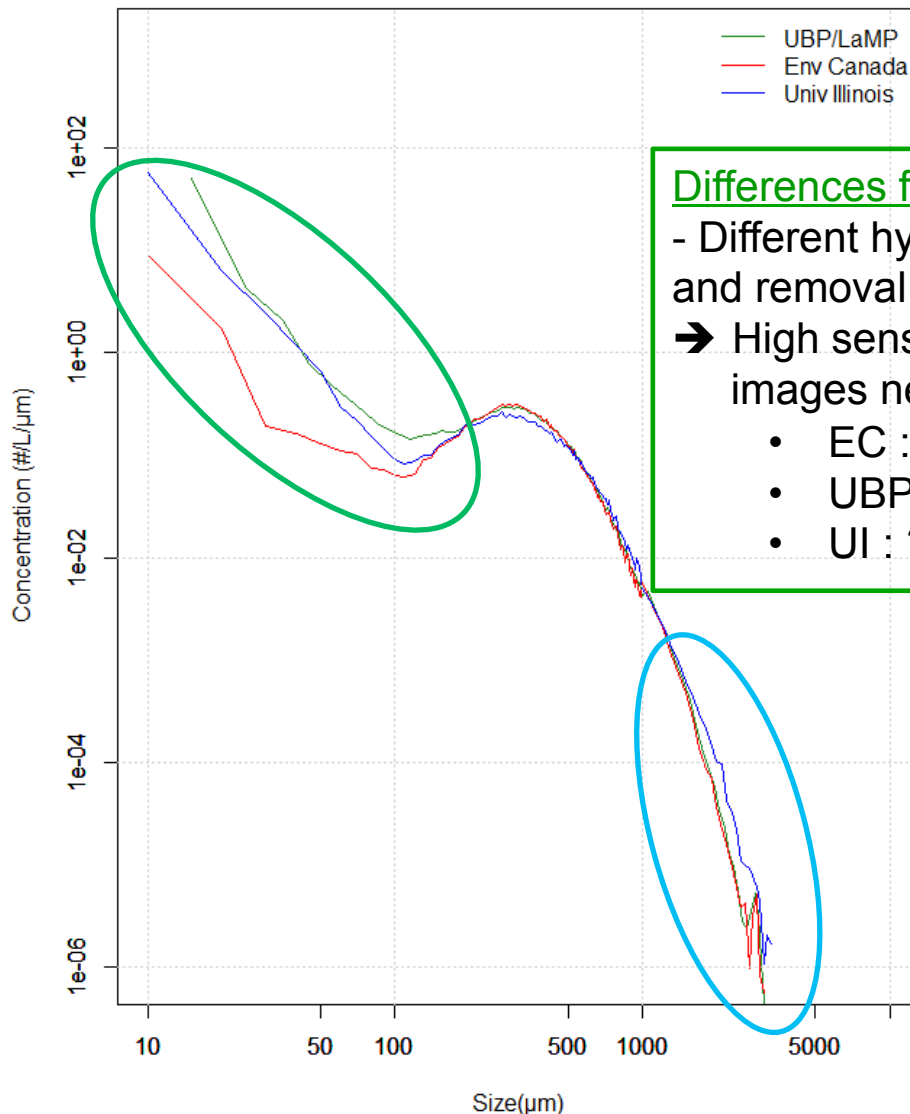 UBP/LaMP
Env Canada
Univ Illinois
Differences f
- Different hy
and removal
➔ High sens
images ne
• EC :
• UBP
• UI :
Concentration (#/L/µm)
1e+02
1e+00
1e-02
1e-04
1e-06
10 50 100 500 1000 5000
Size(µm)